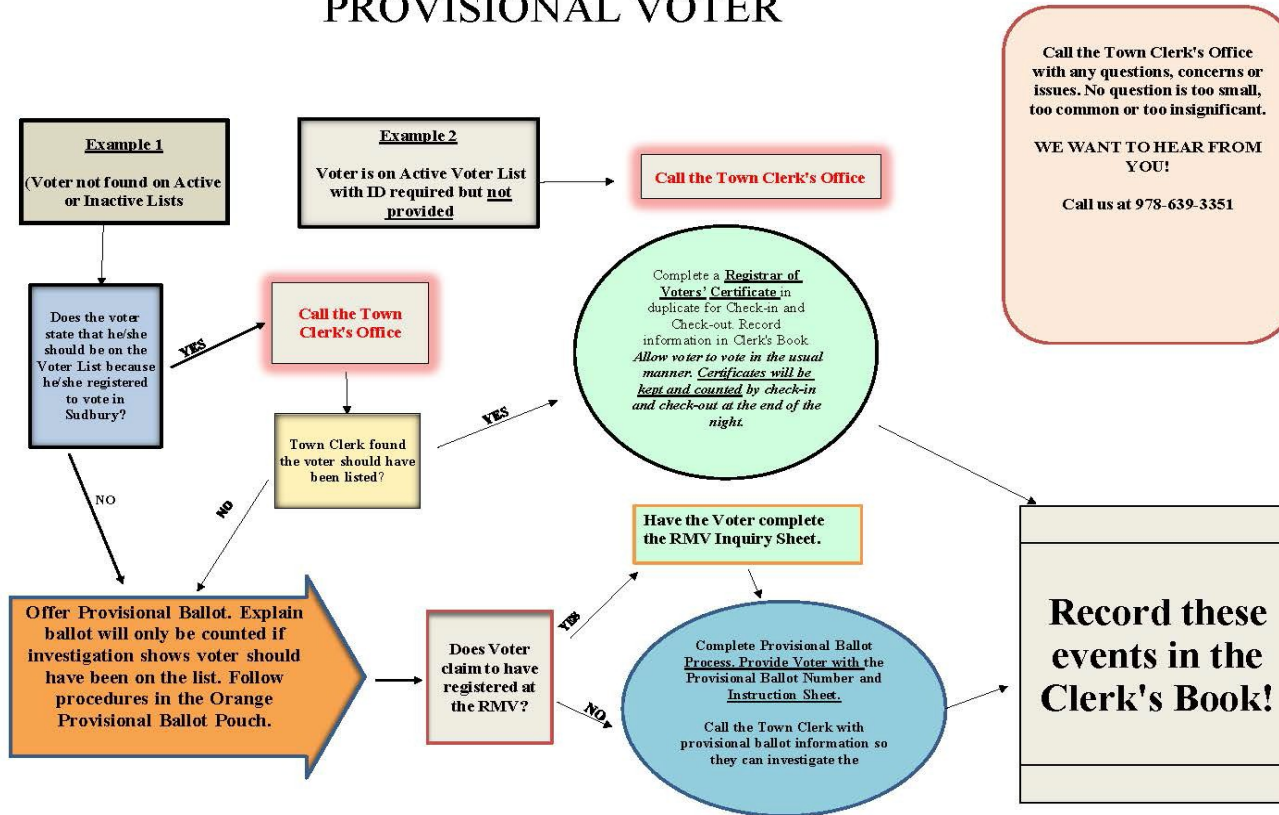 PROVISIONAL VOTER
Call the Town Clerk's Office
with any questions, concerns or
issues. No question is too small,
too common or too insignificant.
WE WANT TO HEAR FROM
YOU!
Call us at 978-639-3351
Example 1
(Voter not found on Active
or Inactive Lists
Example 2
Voter is on Active Voter List
with ID required but not
provided
Call the Town Clerk's Office
Does the voter
state that he/she
should be on the
Voter List because
he/she registered
to vote in
Sudbury?
YES
Call the Town
Clerk's Office
Town Clerk found
the voter should have
been listed?
YES
Complete a Registrar of
Voters' Certificate in
duplicate for Check-in and
Check-out. Record
information in Clerk's Book.
Allow voter to vote in the usual
manner. Certificates will be
kept and counted by check-in
and check-out at the end of the
night.
NO
NO
Offer Provisional Ballot. Explain
ballot will only be counted if
investigation shows voter should
have been on the list. Follow
procedures in the Orange
Provisional Ballot Pouch.
Does Voter
claim to have
registered at
the RMV?
YES
Have the Voter complete
the RMV Inquiry Sheet.
NO
Complete Provisional Ballot
Process. Provide Voter with the
Provisional Ballot Number and
Instruction Sheet.
Call the Town Clerk with
provisional ballot information so
they can investigate the
Record these
events in the
Clerk's Book!